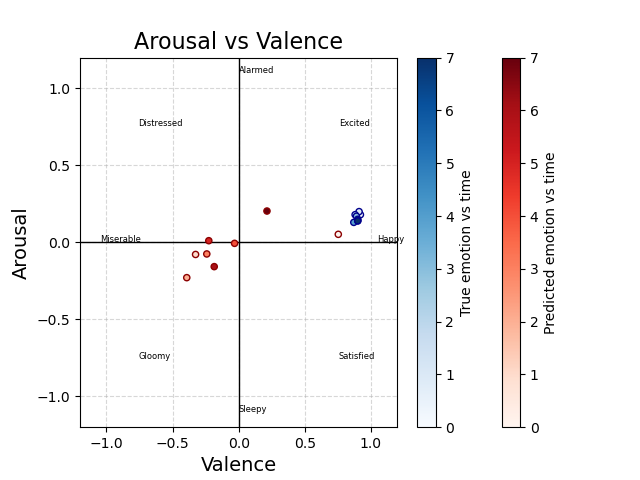 Arousal vs Valence
Alarmed
Distressed
Excited
Miserable
Happy
Gloomy
Satisfied
Sleepy
1.0
0.5
0.0
−0.5
−1.0
Arousal
−1.0
−0.5
0.0
0.5
1.0
Valence
7
6
5
4
3
2
1
0
True emotion vs time
7
6
5
4
3
2
1
0
Predicted emotion vs time